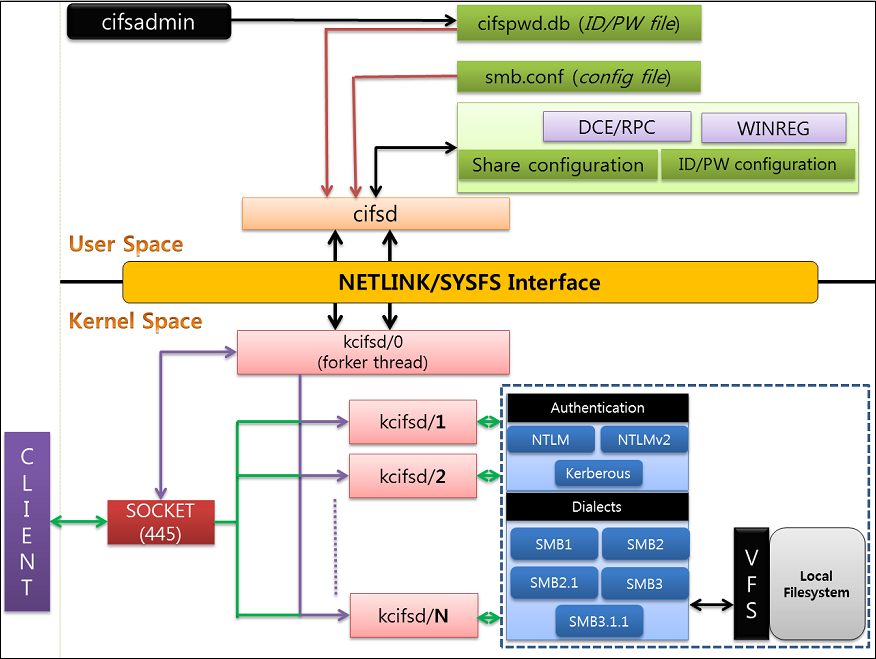 cifsadmin
cifspwd.db (ID/PW file)
smb.conf (config file)
DCE/RPC
WINREG
Share configuration
ID/PW configuration
cifsd
User Space
NETLINK/SYSFS Interface
Kernel Space
kcifsd/0
(forker thread)
kcifsd/1
kcifsd/2
kcifsd/N
CLIENT
SOCKET
(445)
Authentication
NTLM
NTLMv2
Kerberous
Dialects
SMB1
SMB2
SMB2.1
SMB3
SMB3.1.1
VFS
Local
Filesystem